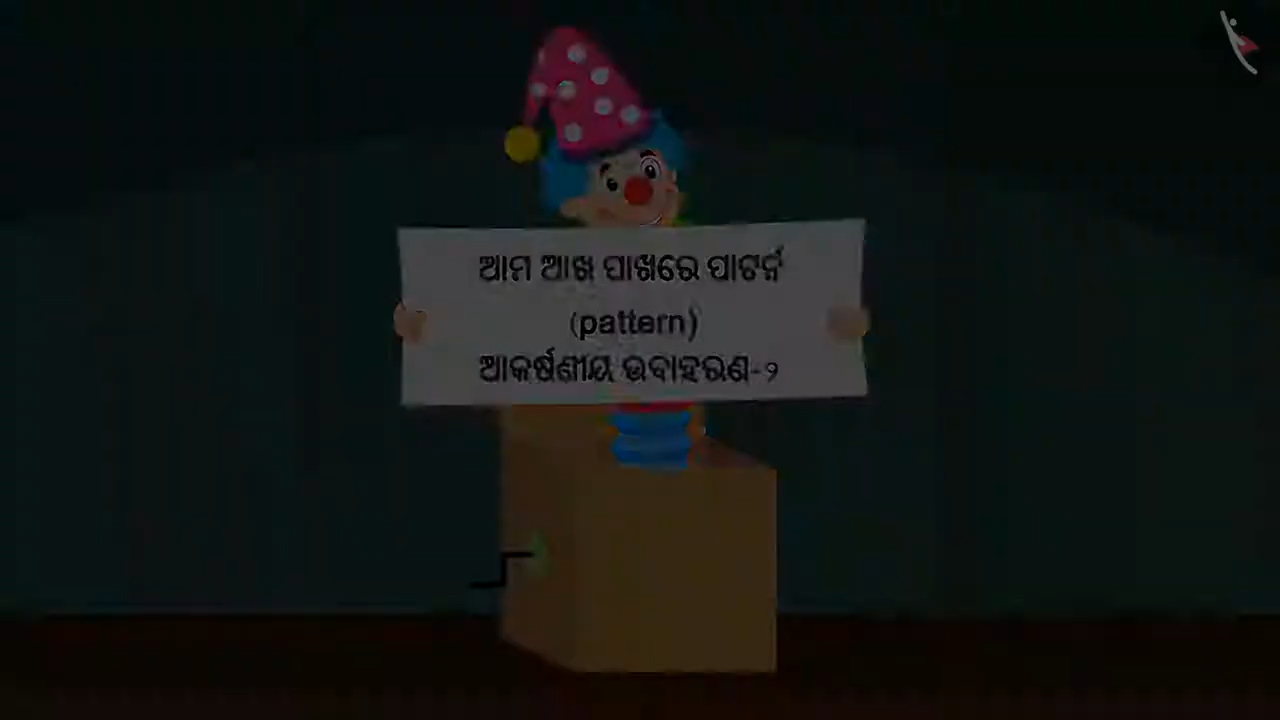 ଆମ ଆଖ ପାଖରେ ପାଟର୍ନ
(pattern)
ଆକର୍ଷଣୀୟ ଉଦାହରଣ-୨